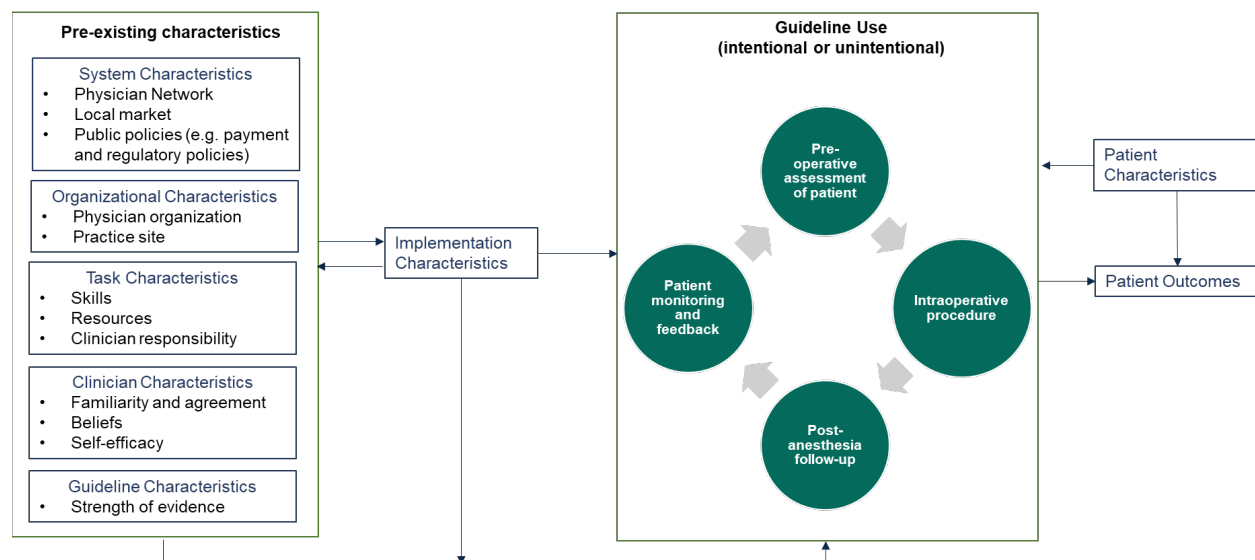 Pre-existing characteristics
System Characteristics
• Physician Network
• Local market
• Public policies (e.g. payment
and regulatory policies)
Organizational Characteristics
• Physician organization
• Practice site
Task Characteristics
• Skills
• Resources
• Clinician responsibility
Clinician Characteristics
• Familiarity and agreement
• Beliefs
• Self-efficacy
Guideline Characteristics
• Strength of evidence
Implementation
Characteristics
Guideline Use
(intentional or unintentional)
Pre-
operative
assessment
of patient
Intraoperative
procedure
Post-
anesthesia
follow-up
Patient
monitoring
and
feedback
Patient
Characteristics
Patient Outcomes